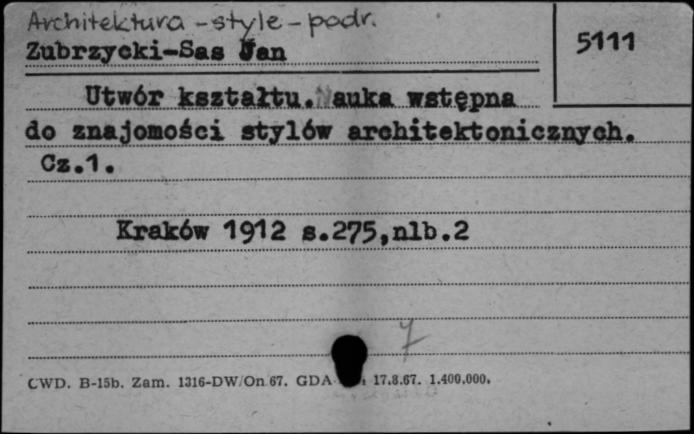 Architektura - style - podr.
Zubrzycki-Sas Jan
5111
Utwór kształtu. Nauka wstępna
do znajomości stylów architektonicznych.
Cz.1.
Kraków 1912 s.275,nlb.2
7
CWD. B-15b. Zam. 1316-DW/On 67. GDA 17.8.67. 1.400.000.